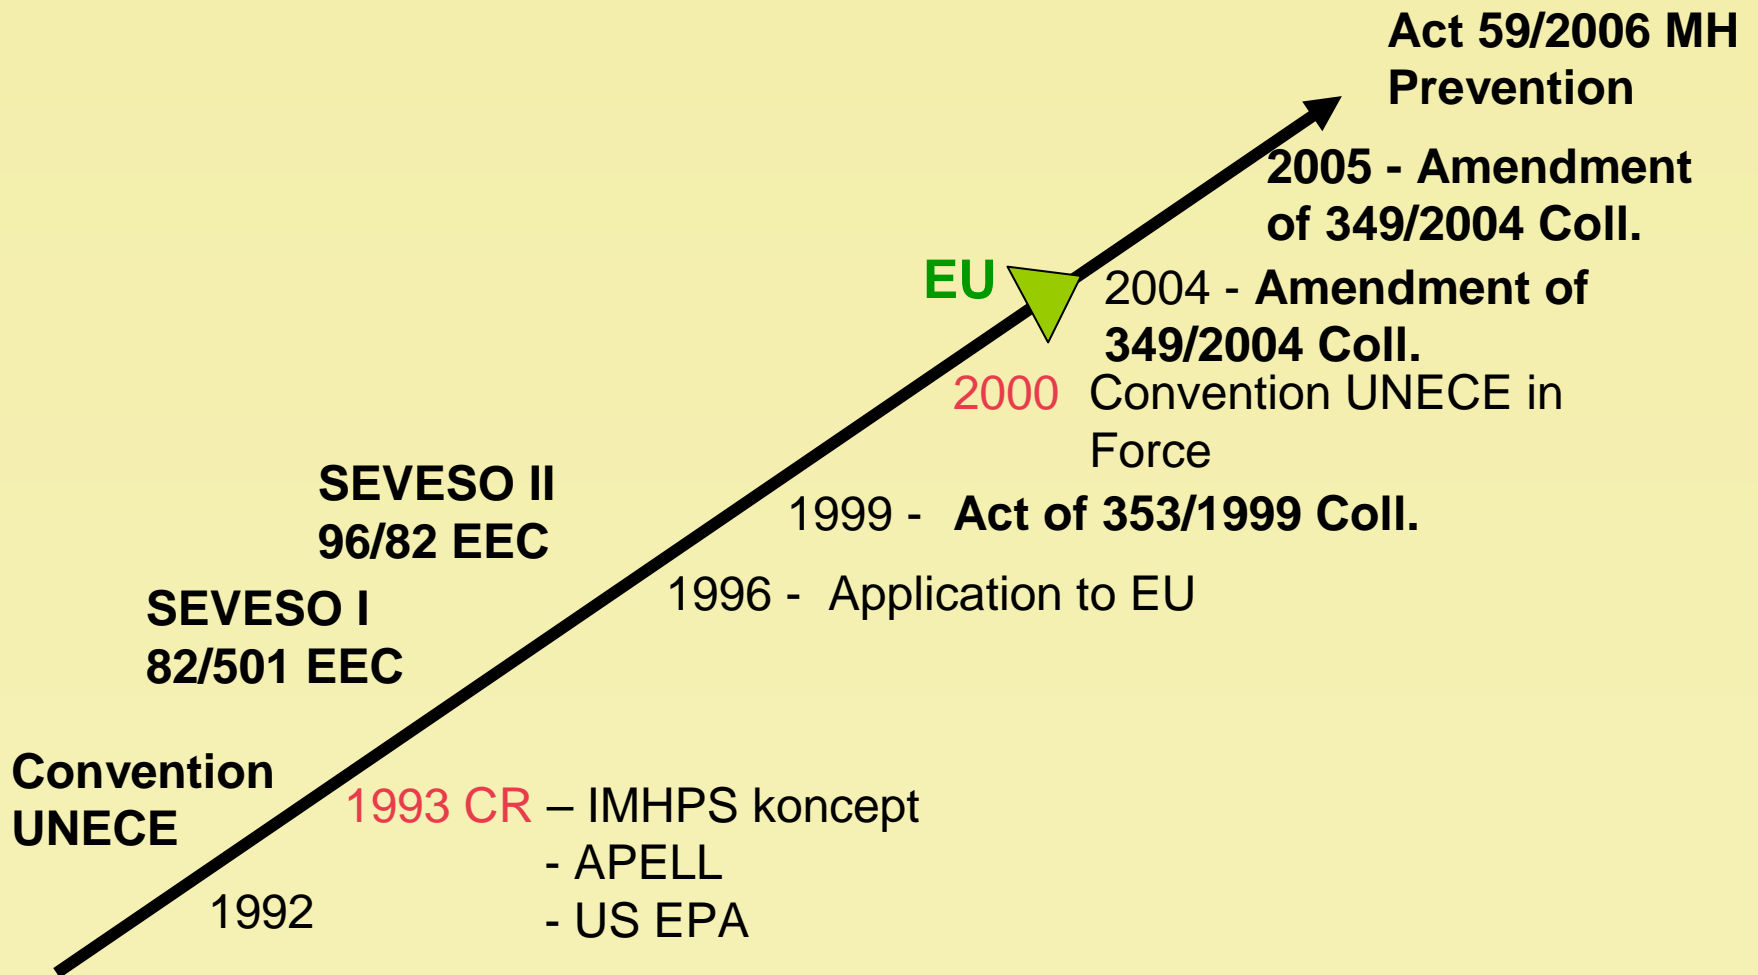 Act 59/2006 MH
Prevention
2005 - Amendment
of 349/2004 Coll.
EU
2004 - Amendment of
349/2004 Coll.
2000 Convention UNECE in
Force
SEVESO II
96/82 EEC
1999 - Act of 353/1999 Coll.
1996 - Application to EU
SEVESO I
82/501 EEC
Convention
UNECE
1993 CR – IMHPS koncept
- APELL
- US EPA
1992